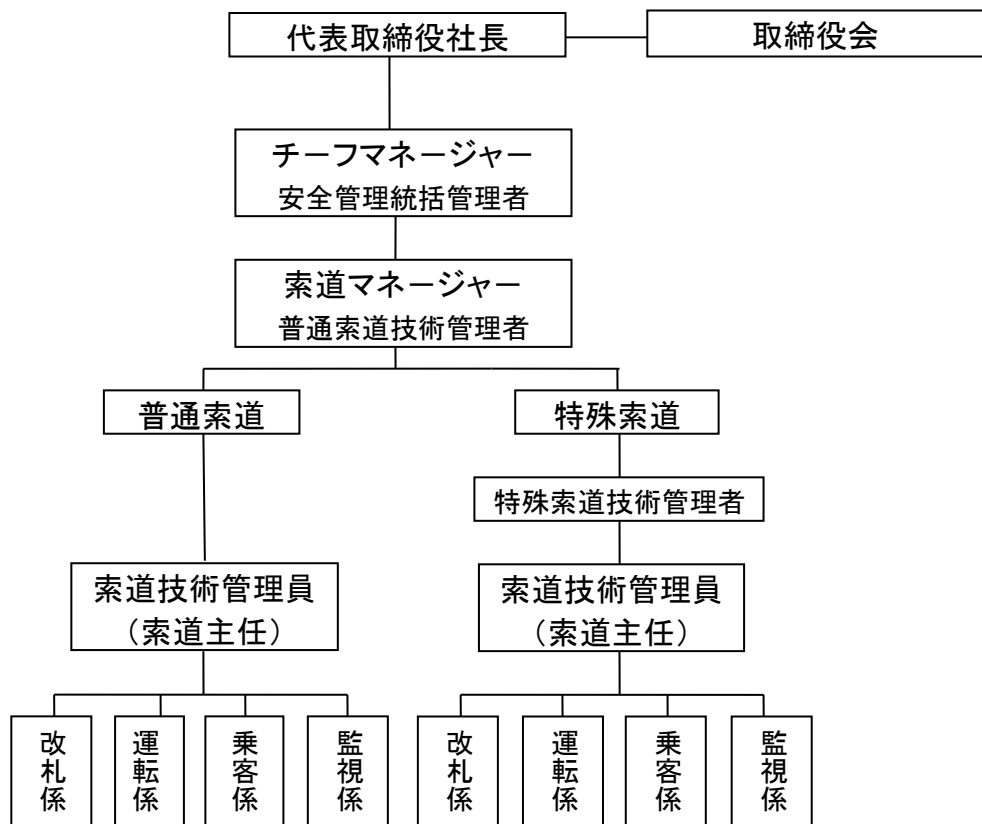 代表取締役社長
取締役会
チーフマネージャー
安全管理統括管理者
索道マネージャー
普通索道技術管理者
普通索道
特殊索道
特殊索道技術管理者
索道技術管理員
（索道主任）
索道技術管理員
（索道主任）
改札係
運転係
乗客係
監視係
改札係
運転係
乗客係
監視係